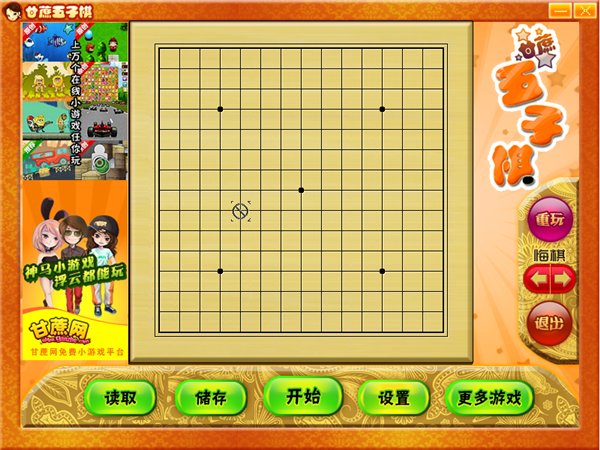 甘蔗五子棋
上万个在线小游戏任你玩
神马小游戏
浮云都能玩
甘蔗网
甘蔗网免费小游戏平台
甘蔗
五子棋
重玩
悔棋
退出
读取
储存
开始
设置
更多游戏